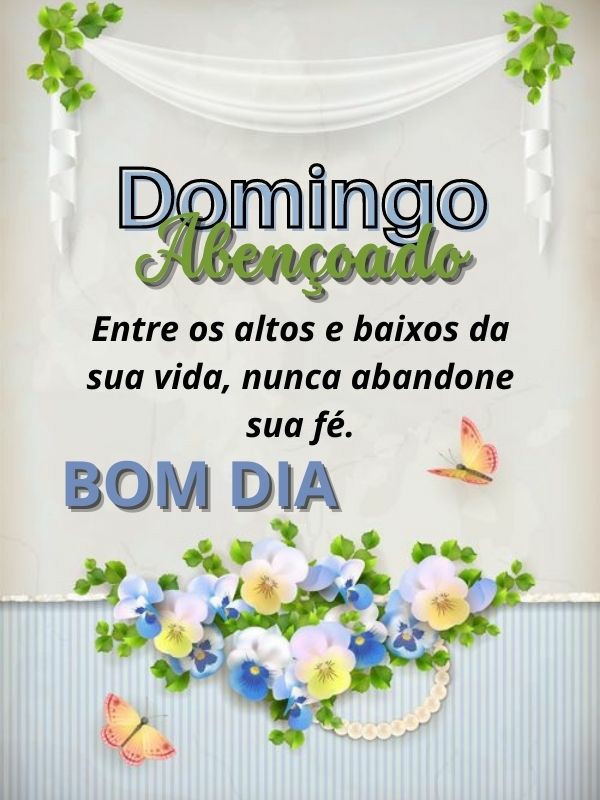 Domingo
Abençoado
Entre os altos e baixos da
sua vida, nunca abandone
sua fé.
BOM DIA